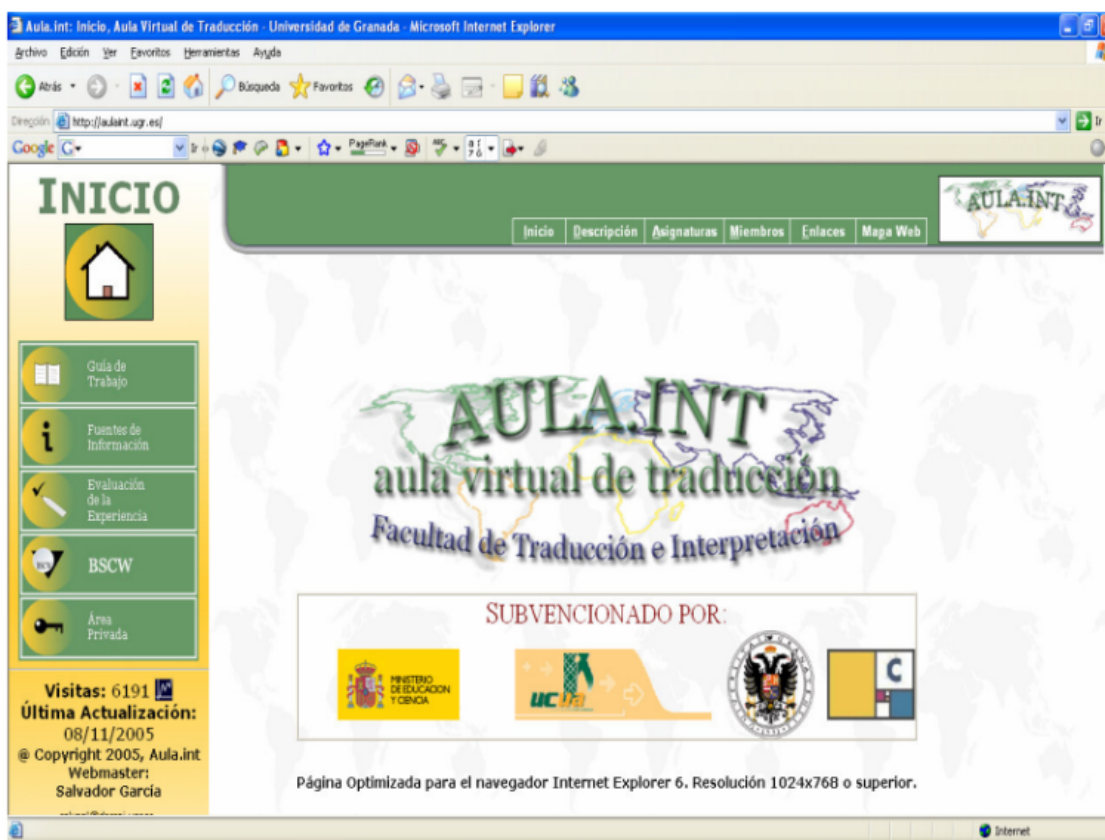 Aula.int: Inicio, Aula Virtual de Traducción - Universidad de Granada - Microsoft Internet Explorer
Archivo Edición Ver Favoritos Herramientas Ayuda
Atrás Búsqueda Favoritos
Dirección http://aulaint.ugr.es/ Ir
Google G Ir PageRank
INICIO
AULA.INT
Inicio Descripción Asignaturas Miembros Enlaces Mapa Web
Guía de
Trabajo
Fuentes de
Información
Evaluación
de la
Experiencia
BSCW
Área
Privada
Visitas: 6191
Última Actualización:
08/11/2005
@ Copyright 2005, Aula.int
Webmaster:
Salvador García
AULA.INT
aula virtual de traducción
Facultad de Traducción e Interpretación
SUBVENCIONADO POR:
MINISTERIO
DE EDUCACION
Y CIENCIA
ucua
C
Página Optimizada para el navegador Internet Explorer 6. Resolución 1024x768 o superior.
Internet